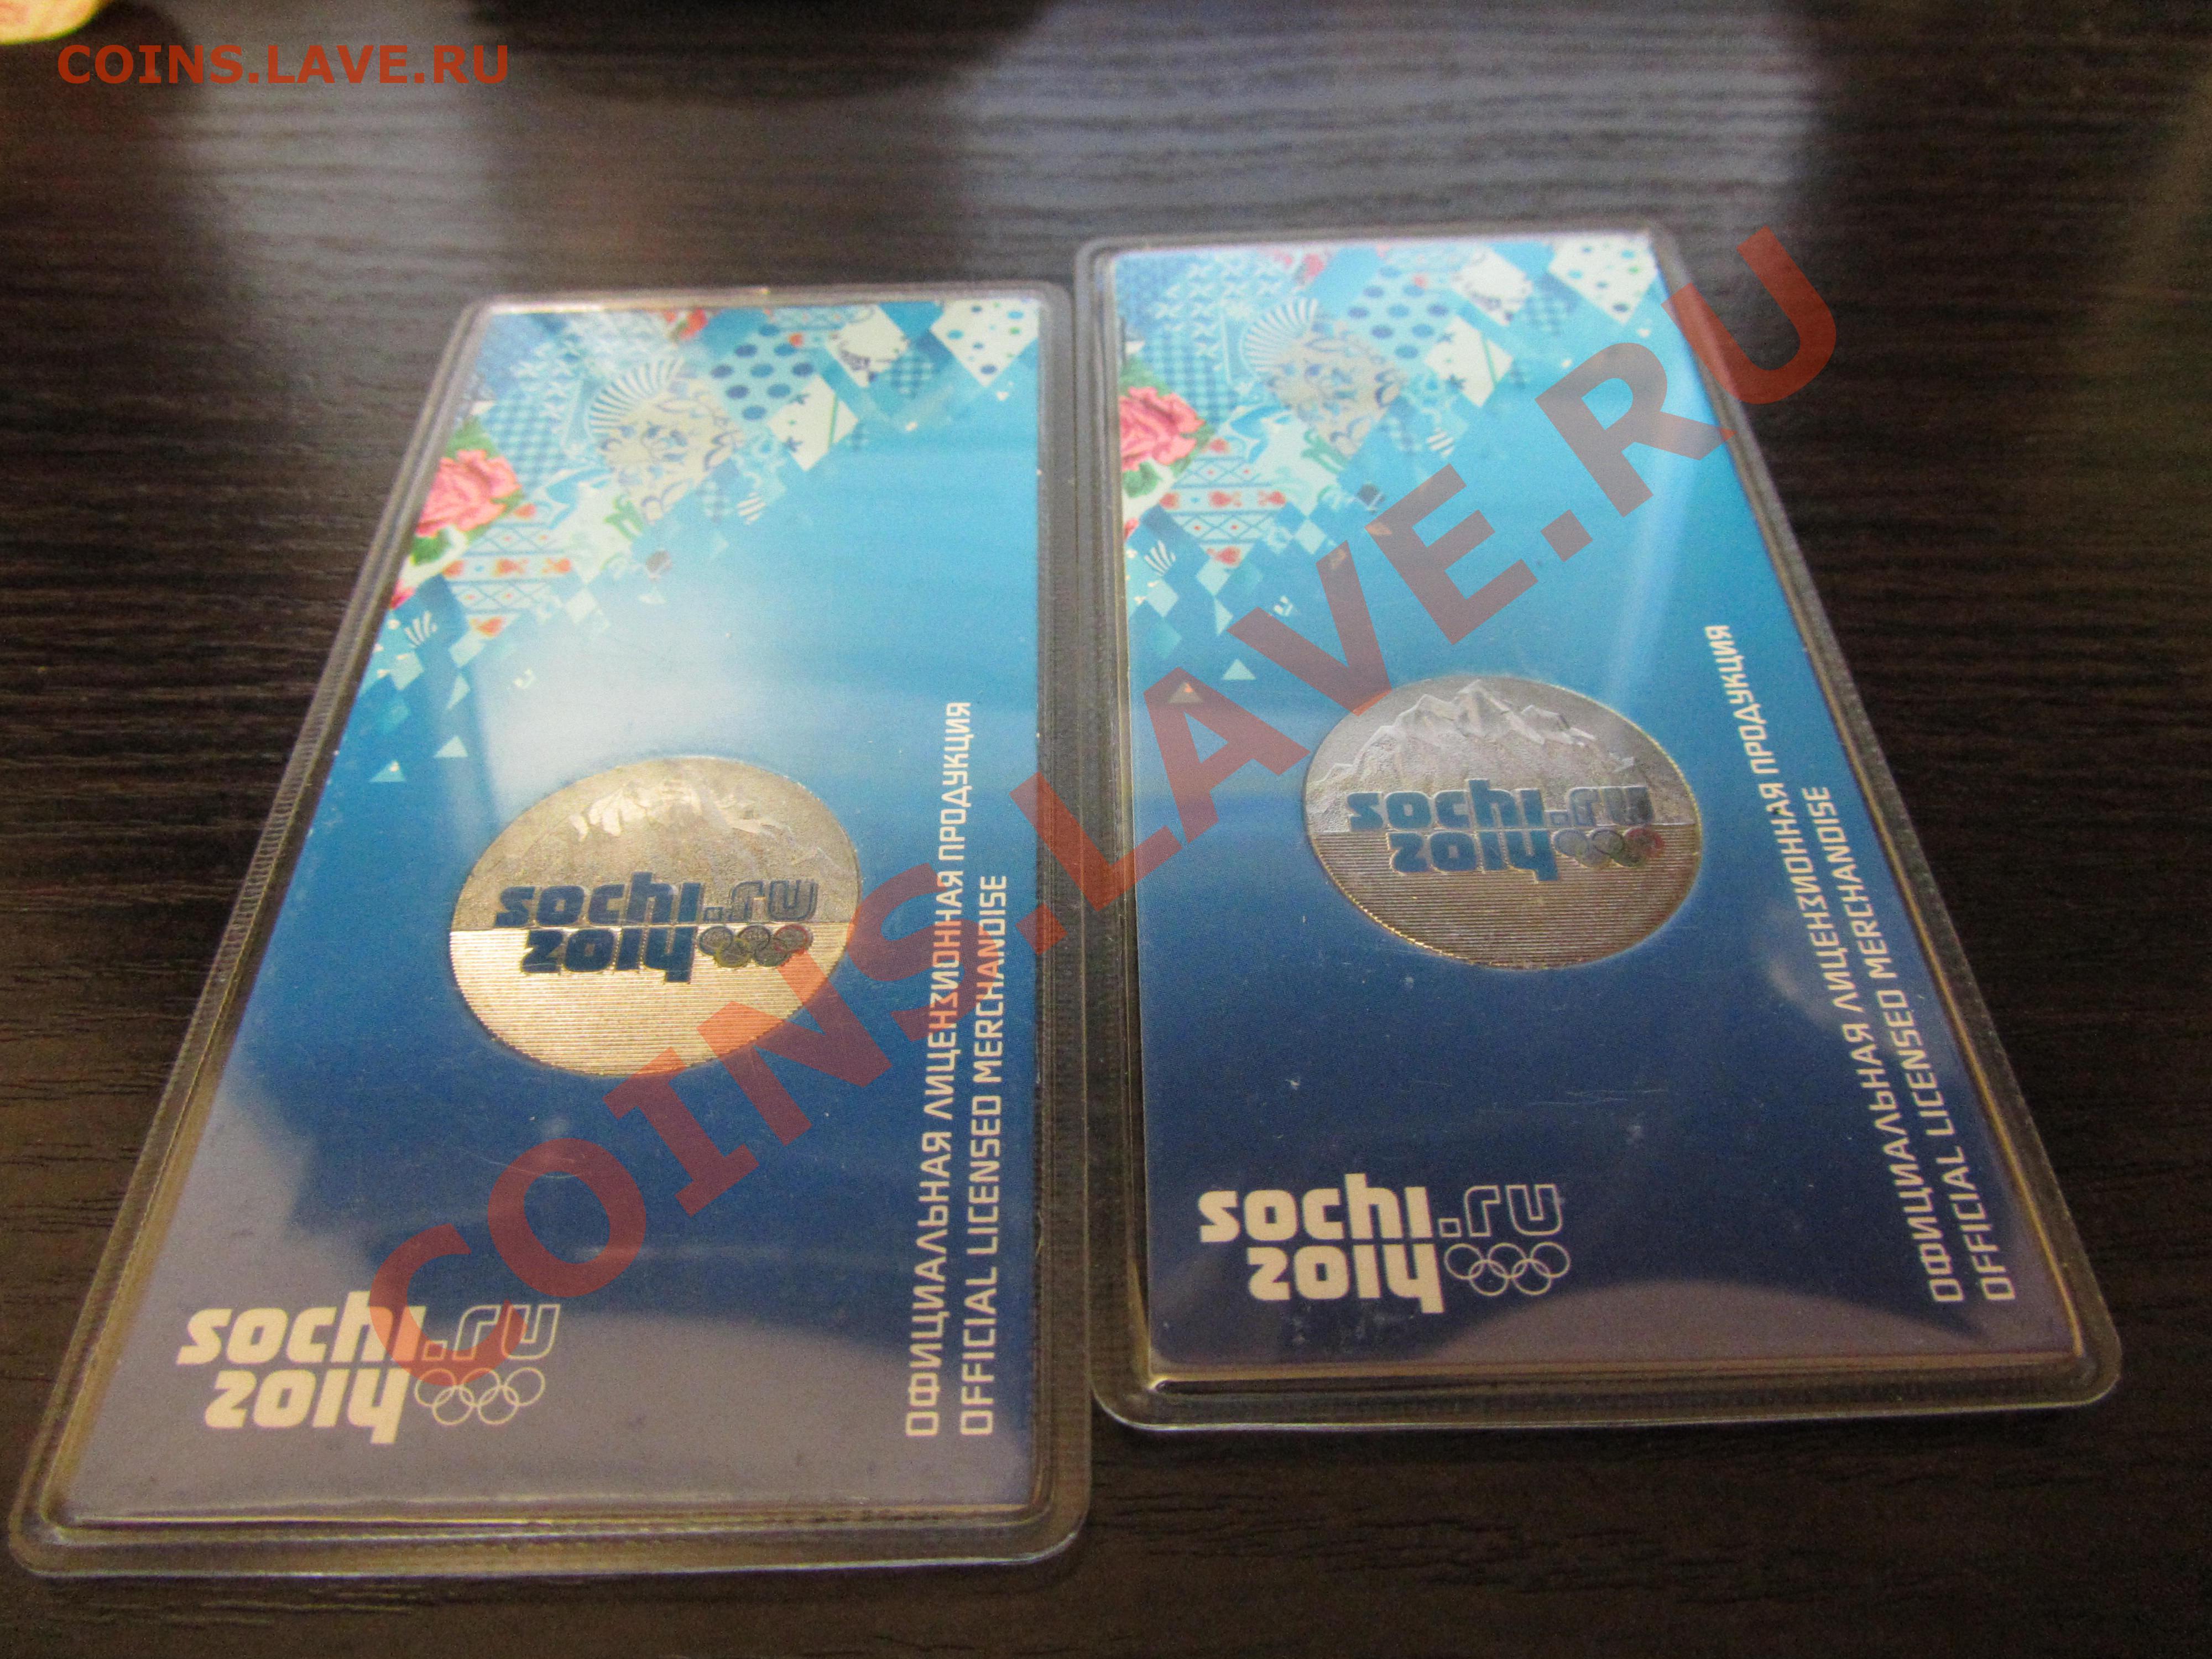 COINS.LAVE.RU
COINS.LAVE.RU
sochi.ru
2014
ОФИЦИАЛЬНАЯ ЛИЦЕНЗИОННАЯ ПРОДУКЦИЯ
OFFICIAL LICENSED MERCHANDISE
sochi.ru
2014
sochi.ru
2014
ОФИЦИАЛЬНАЯ ЛИЦЕНЗИОННАЯ ПРОДУКЦИЯ
OFFICIAL LICENSED MERCHANDISE
sochi.ru
2014